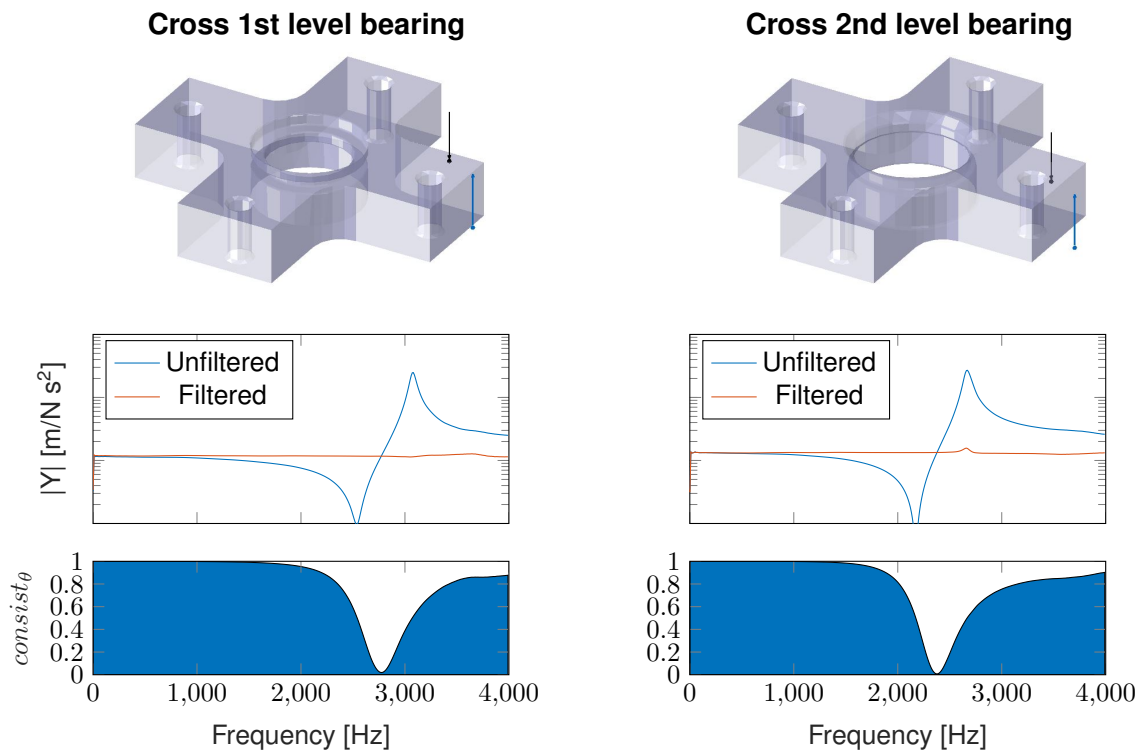 Cross 1st level bearing
Cross 2nd level bearing
Unfiltered
Filtered
|Y| [m/N s²]
Unfiltered
Filtered
1
0.8
0.6
0.4
0.2
0
consist_θ
0 1,000 2,000 3,000 4,000
Frequency [Hz]
1
0.8
0.6
0.4
0.2
0
0 1,000 2,000 3,000 4,000
Frequency [Hz]